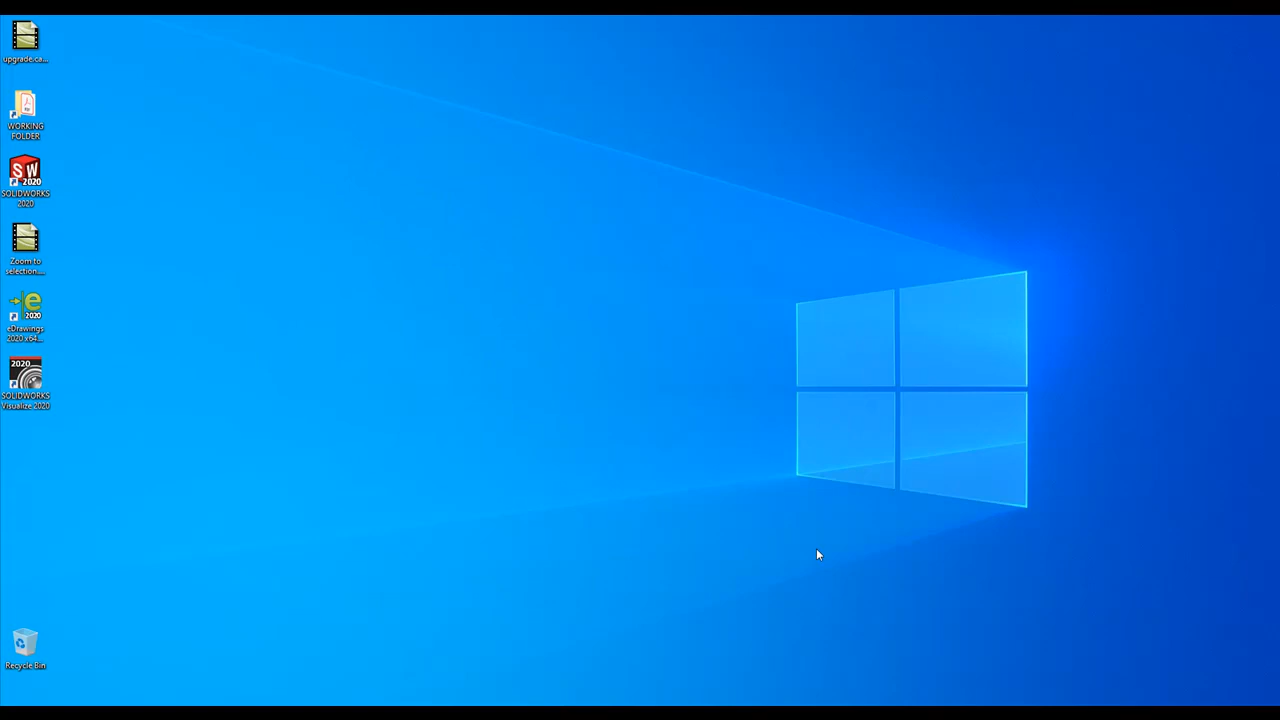 upgrade.ca...
WORKING
FOLDER
SW
2020
SOLIDWORKS
2020
Zoom to
selection....
e
2020
eDrawings
2020 x64...
2020
SOLIDWORKS
Visualize 2020
Recycle Bin